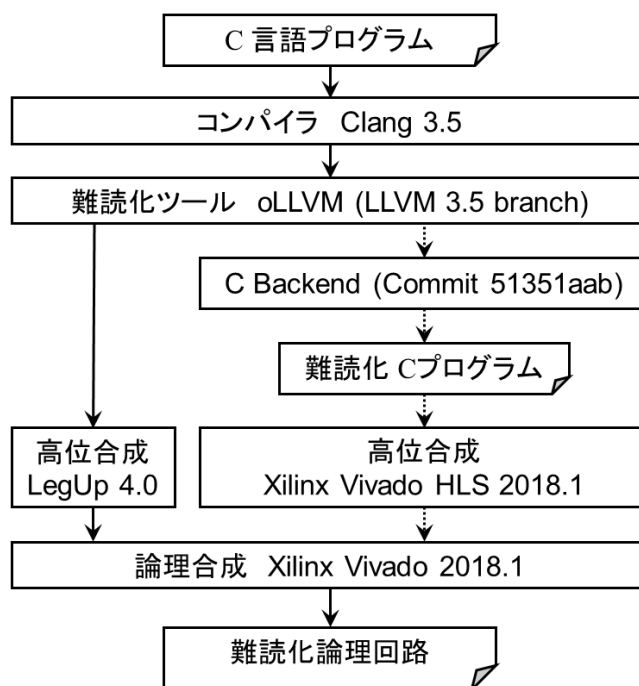 C 言語プログラム
コンパイラ Clang 3.5
難読化ツール oLLVM (LLVM 3.5 branch)
C Backend (Commit 51351aab)
難読化 Cプログラム
高位合成
LegUp 4.0
高位合成
Xilinx Vivado HLS 2018.1
論理合成 Xilinx Vivado 2018.1
難読化論理回路